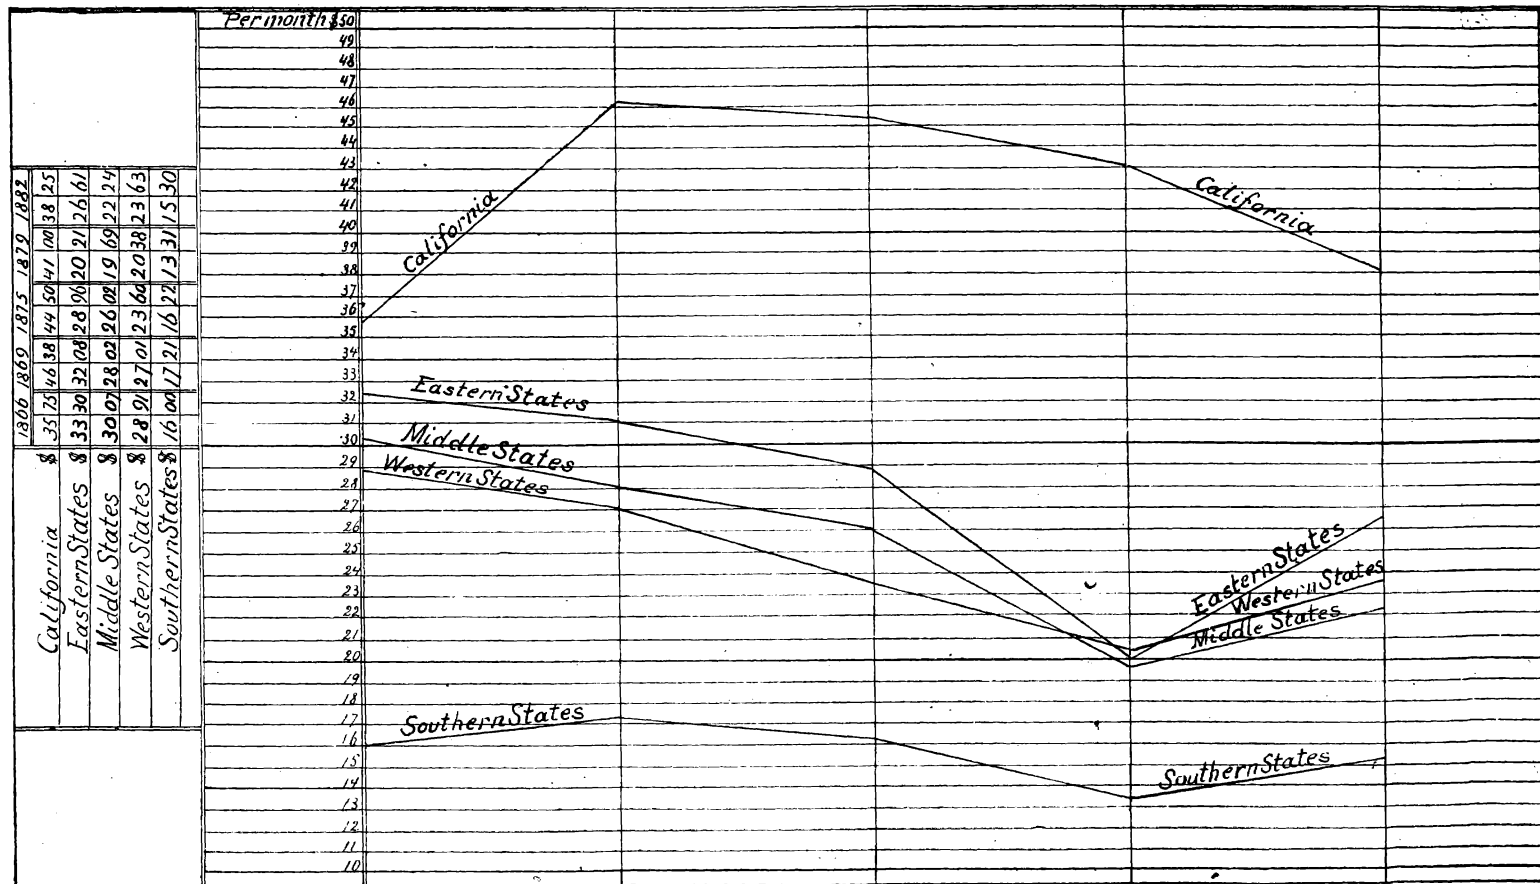 Per month $50
49
48
47
46
45
44
43
42
41
40
39
38
37
36
35
34
33
32
31
30
29
28
27
26
25
24
23
22
21
20
19
18
17
16
15
14
13
12
11
10
California
California
Eastern States
Middle States
Western States
Eastern States
Western States
Middle States
Southern States
Southern States
1866 1869 1875 1879 1882
California $ 35 75 46 38 44 50 41 00 38 25
Eastern States $ 33 30 32 08 28 96 20 21 26 61
Middle States $ 30 07 28 02 26 02 19 69 22 24
Western States $ 28 91 27 01 23 60 20 38 23 63
Southern States $ 16 00 17 21 16 22 13 31 15 30